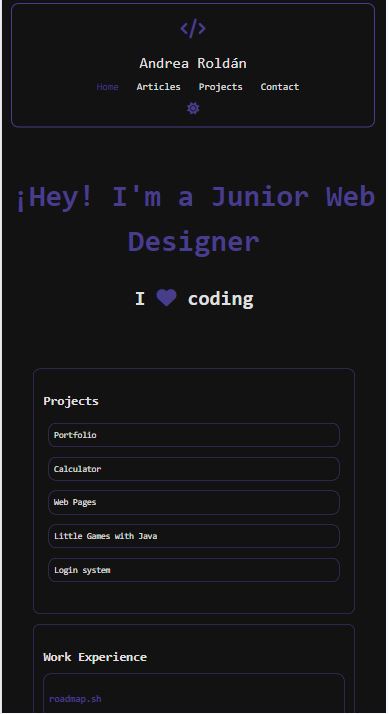 </>
Andrea Roldán
Home Articles Projects Contact
¡Hey! I'm a Junior Web
Designer
I ♥ coding
Projects
Portfolio
Calculator
Web Pages
Little Games with Java
Login system
Work Experience
roadmap.sh